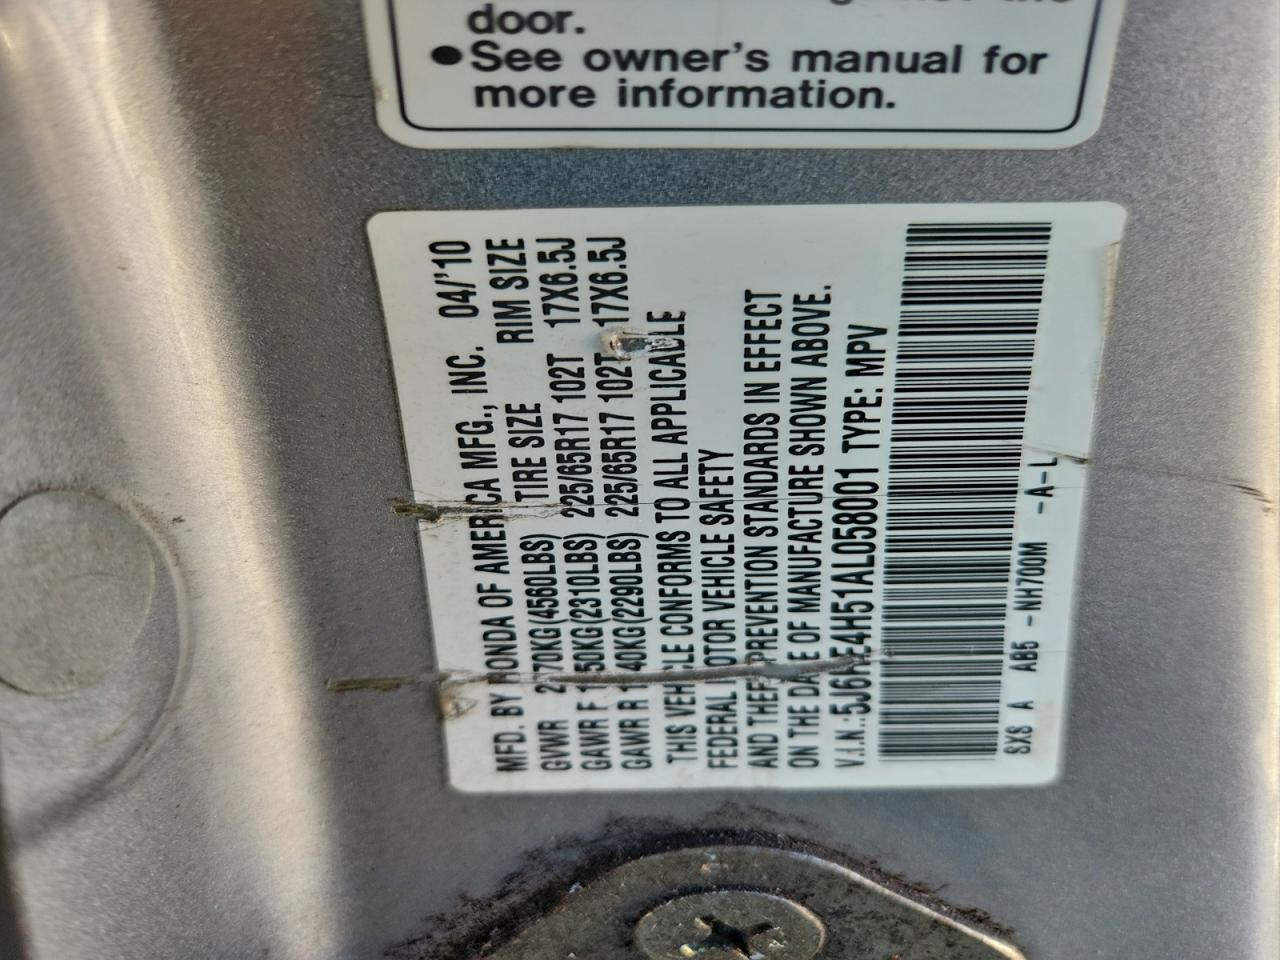 door.
●See owner's manual for
more information.
MFD. BY HONDA OF AMERICA MFG., INC. 04/'10
GVWR 2070KG(4560LBS) TIRE SIZE RIM SIZE
GAWR F 1050KG(2310LBS) 225/65R17 102T 17X6.5J
GAWR R 1040KG(2290LBS) 225/65R17 102T 17X6.5J
THIS VEHICLE CONFORMS TO ALL APPLICABLE
FEDERAL MOTOR VEHICLE SAFETY
AND THEFT PREVENTION STANDARDS IN EFFECT
ON THE DATE OF MANUFACTURE SHOWN ABOVE.
V.I.N.: TYPE: MPV
SXS A AB5 -NH700M -A-L